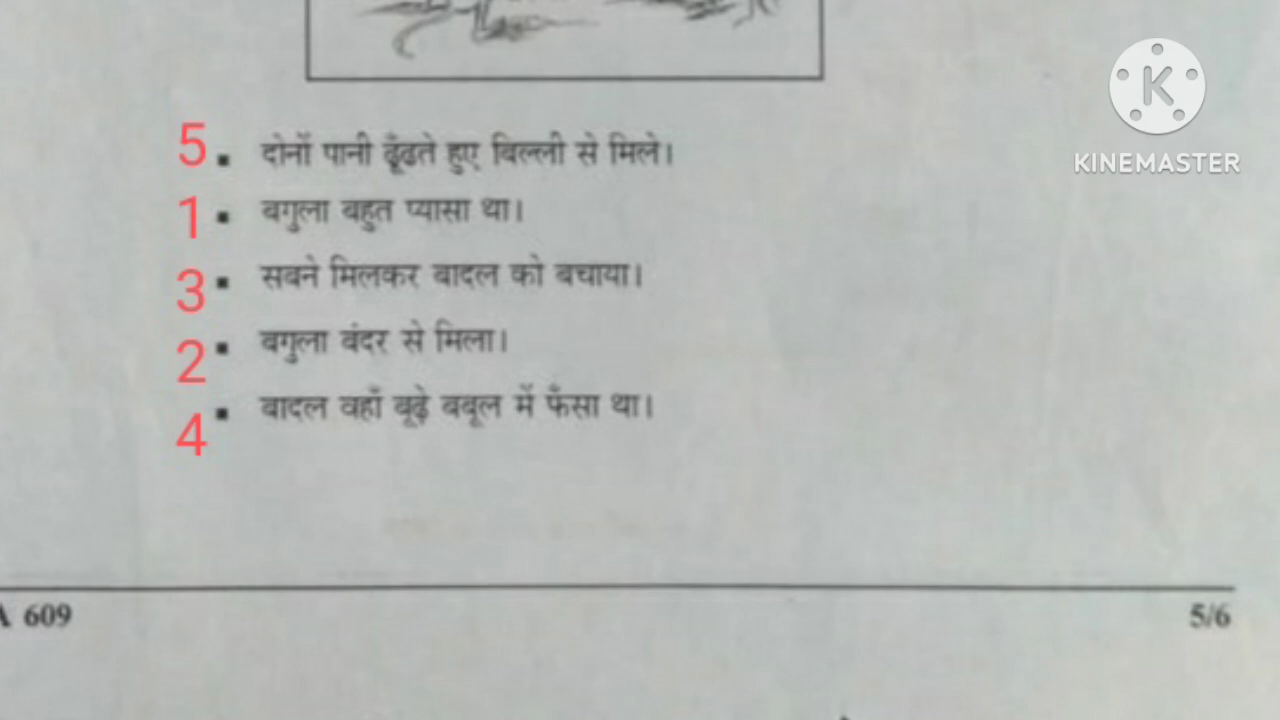 K
KINEMASTER
5 ▪ दोनों पानी ढूँढते हुए बिल्ली से मिले।
1 ▪ बगुला बहुत प्यासा था।
3 ▪ सबने मिलकर बादल को बचाया।
2 ▪ बगुला बंदर से मिला।
4 ▪ बादल वहाँ बूढ़े बबूल में फँसा था।
A 609 5/6